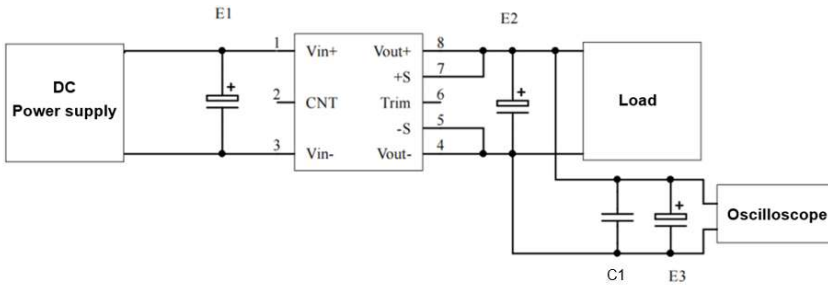 E1
E2
DC
Power supply
1
Vin+
2
CNT
3
Vin-
Vout+
8
+S
7
Trim
6
-S
5
Vout-
4
+
+
Load
+
Oscilloscope
C1
E3